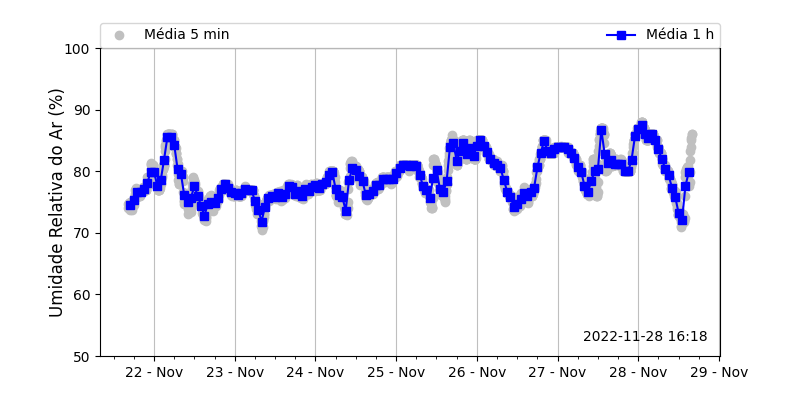 Média 5 min
Média 1 h
100
90
80
70
60
50
Umidade Relativa do Ar (%)
2022-11-28 16:18
22 - Nov
23 - Nov
24 - Nov
25 - Nov
26 - Nov
27 - Nov
28 - Nov
29 - Nov